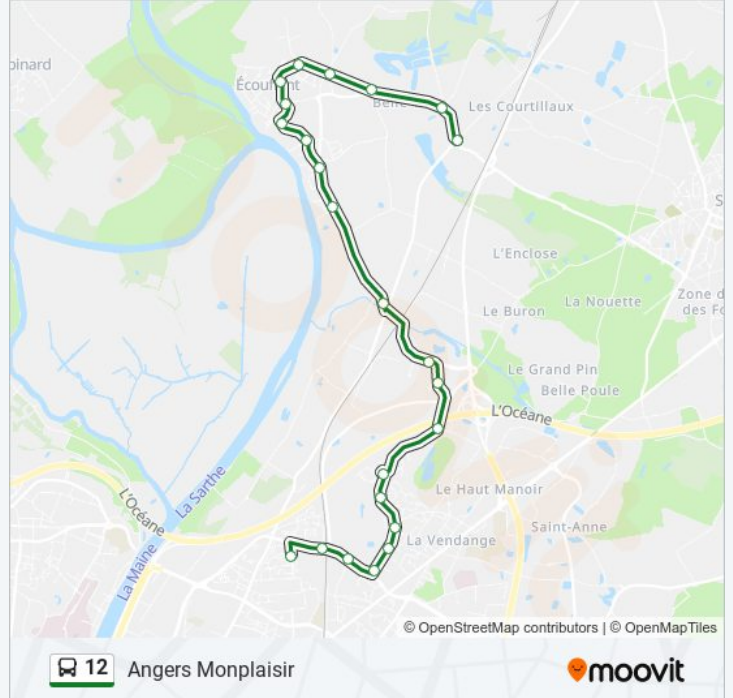 pinard
Écouflant
Belle
Les Courtillaux
S
L'Enclose
La Nouette
Zone d
des Fo
Le Buron
Le Grand Pin
Belle Poule
L'Océane
La Sarthe
Le Haut Manoir
L'Océane
Saint-Anne
La Vendange
La Maine
© OpenStreetMap contributors | © OpenMapTiles
12 Angers Monplaisir
moovit